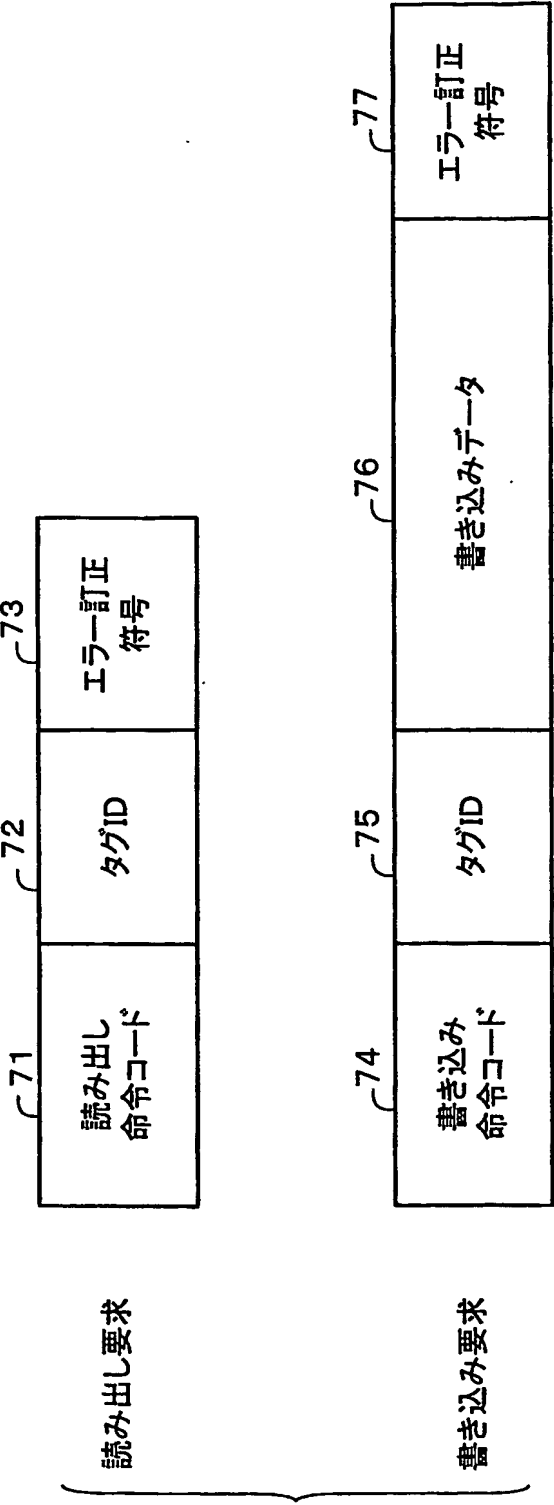 読み出し要求
71
読み出し
命令コード
72
タグID
73
エラー訂正
符号
書き込み要求
74
書き込み
命令コード
75
タグID
76
書き込みデータ
77
エラー訂正
符号